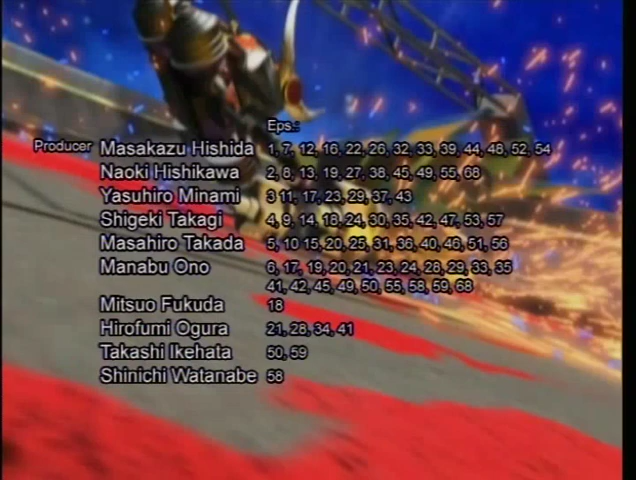 Eps.:
Producer Masakazu Hishida 1, 7, 12, 16, 22, 26, 32, 33, 39, 44, 48, 52, 54
Naoki Hishikawa 2, 8, 13, 19, 27, 38, 45, 49, 55, 68
Yasuhiro Minami 3 11, 17, 23, 29, 37, 43
Shigeki Takagi 4, 9, 14, 18, 24, 30, 35, 42, 47, 53, 57
Masahiro Takada 5, 10 15, 20, 25, 31, 36, 40, 46, 51, 56
Manabu Ono 6, 17, 19, 20, 21, 23, 24, 28, 29, 33, 35
41, 42, 45, 49, 50, 55, 58, 59, 68
Mitsuo Fukuda 18
Hirofumi Ogura 21, 28, 34, 41
Takashi Ikehata 50, 59
Shinichi Watanabe 58